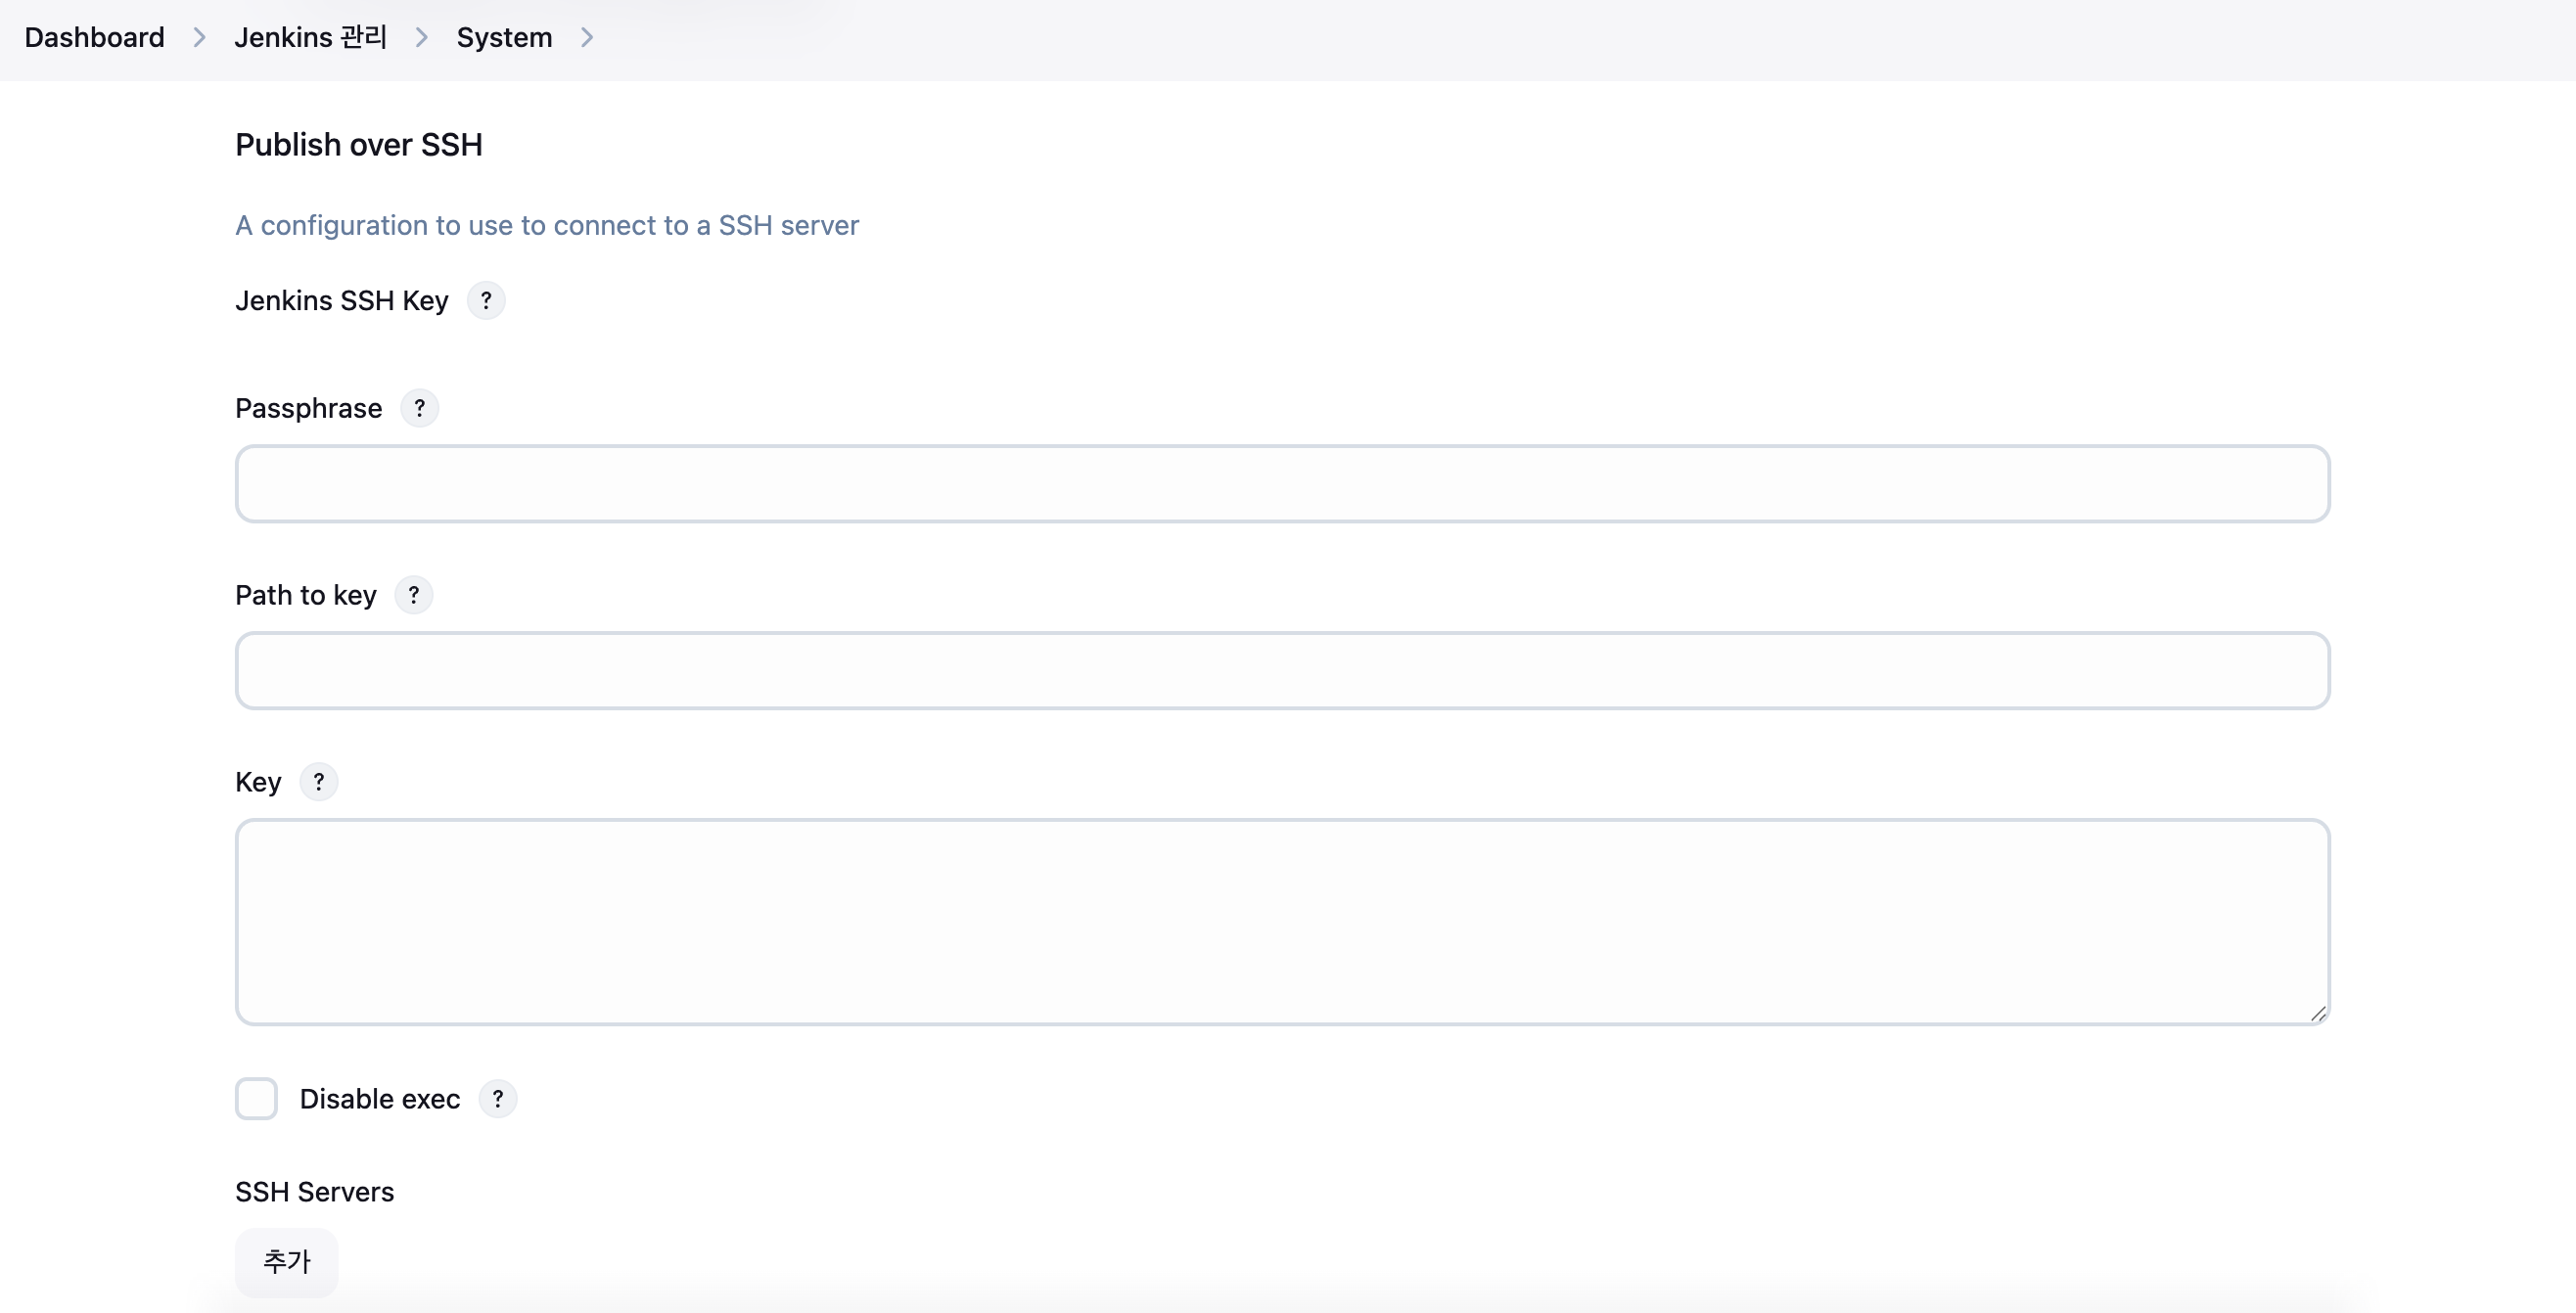 Dashboard > Jenkins 관리 > System >
Publish over SSH
A configuration to use to connect to a SSH server
Jenkins SSH Key ?
Passphrase ?
Path to key ?
Key ?
Disable exec ?
SSH Servers
추가